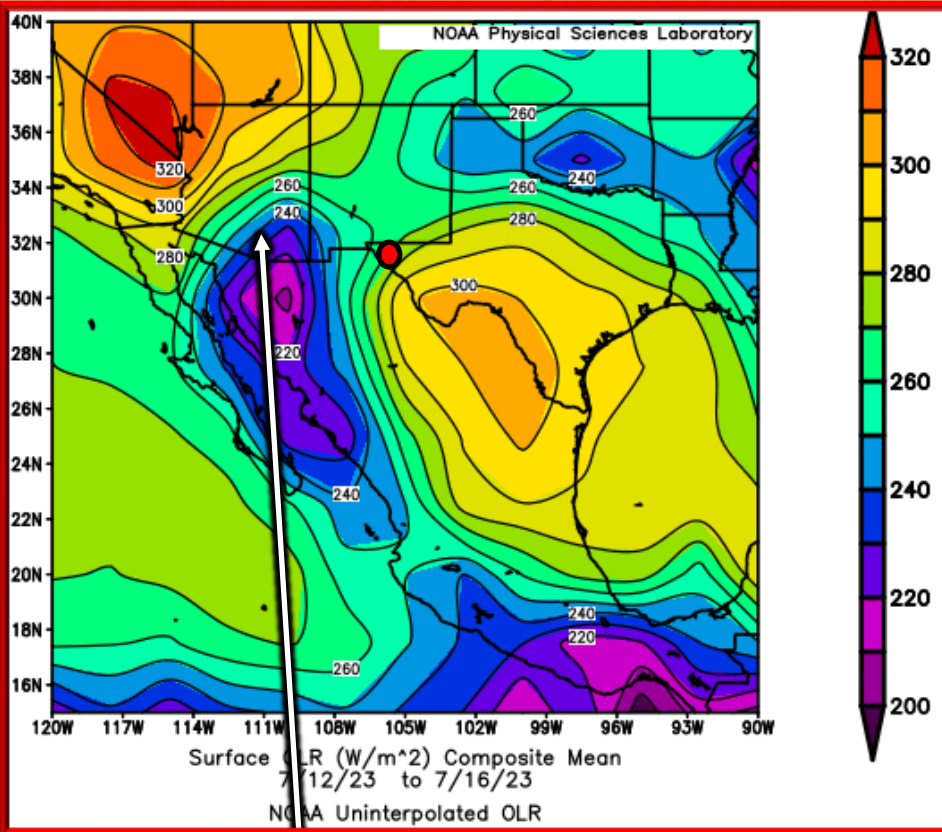 NOAA Physical Sciences Laboratory
40N
38N
36N
34N
32N
30N
28N
26N
24N
22N
20N
18N
16N
120W 117W 114W 111W 108W 105W 102W 99W 96W 93W 90W
260
320
240
260
300
260
240
280
280
300
220
240
240
220
260
320
300
280
260
240
220
200
Surface OLR (W/m^2) Composite Mean
7/12/23 to 7/16/23
NOAA Uninterpolated OLR